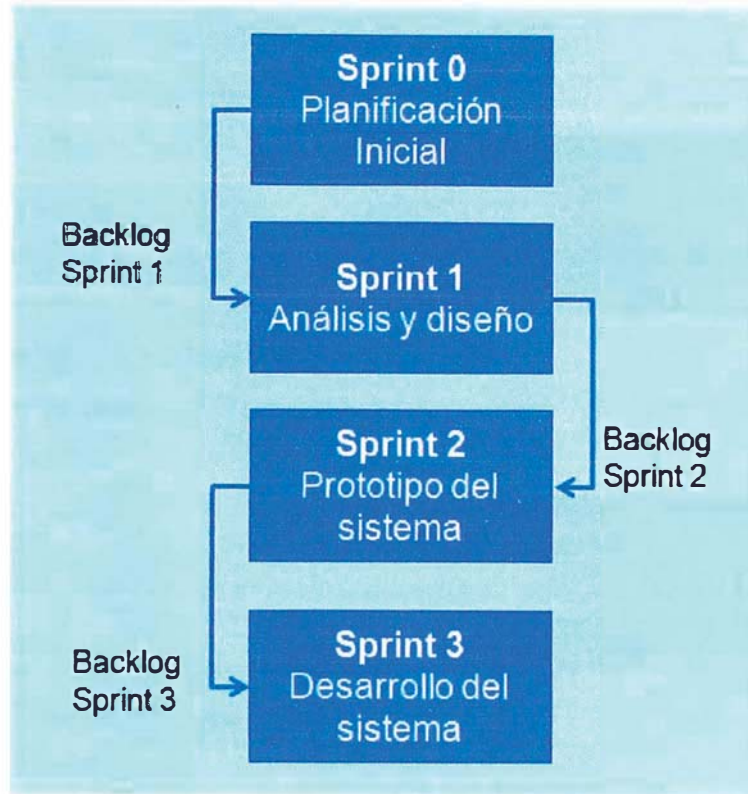 Sprint 0
Planificación
Inicial
Backlog
Sprint 1
Sprint 1
Análisis y diseño
Sprint 2
Prototipo del
sistema
Backlog
Sprint 2
Sprint 3
Desarrollo del
sistema
Backlog
Sprint 3